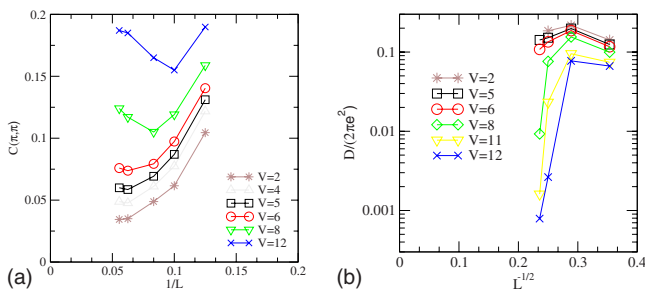 0.2
0.15
0.1
0.05
0
C(π,π)
0
0.05
0.1
0.15
0.2
1/L
V=2
V=4
V=5
V=6
V=8
V=12
(a)
0.1
0.01
0.001
D/(2πe²)
0
0.1
0.2
0.3
0.4
L⁻¹/²
V=2
V=5
V=6
V=8
V=11
V=12
(b)